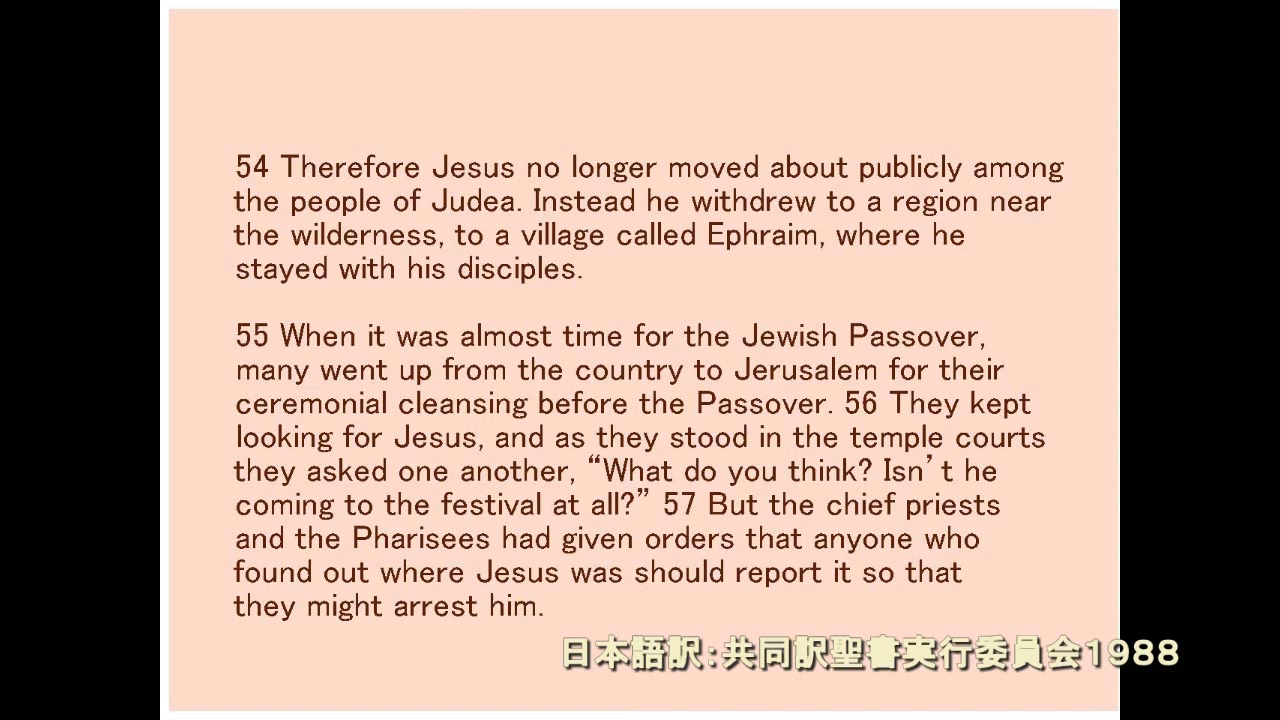 54 Therefore Jesus no longer moved about publicly among
the people of Judea. Instead he withdrew to a region near
the wilderness, to a village called Ephraim, where he
stayed with his disciples.
55 When it was almost time for the Jewish Passover,
many went up from the country to Jerusalem for their
ceremonial cleansing before the Passover. 56 They kept
looking for Jesus, and as they stood in the temple courts
they asked one another, “What do you think? Isn’t he
coming to the festival at all?” 57 But the chief priests
and the Pharisees had given orders that anyone who
found out where Jesus was should report it so that
they might arrest him.
日本語訳:共同訳聖書実行委員会1988